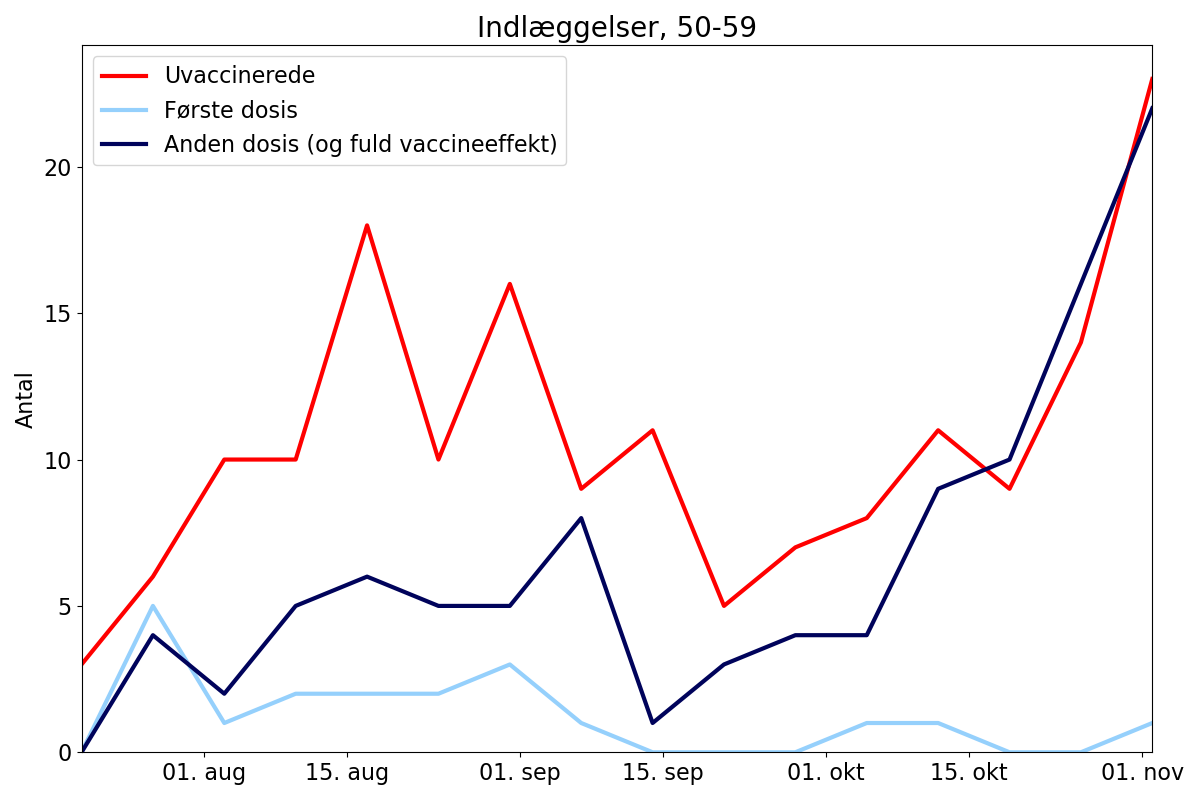 Indlæggelser, 50-59
Uvaccinerede
Første dosis
Anden dosis (og fuld vaccineeffekt)
Antal
20
15
10
5
0
01. aug
15. aug
01. sep
15. sep
01. okt
15. okt
01. nov